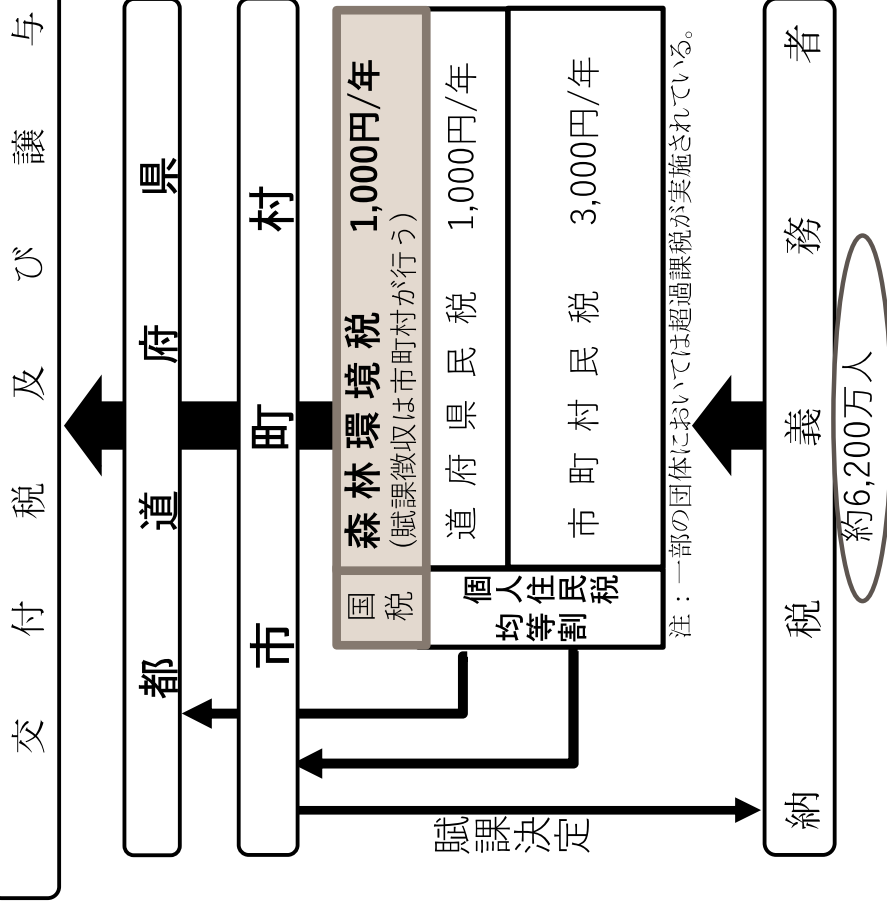 交付税及び譲与
都道府県
市町村
国税
森林環境税 1,000円/年
(賦課徴収は市町村が行う)
個人住民税
均等割
道府県民税 1,000円/年
市町村民税 3,000円/年
注：一部の団体においては超過課税が実施されている。
賦課決定
納税義務者
約6,200万人